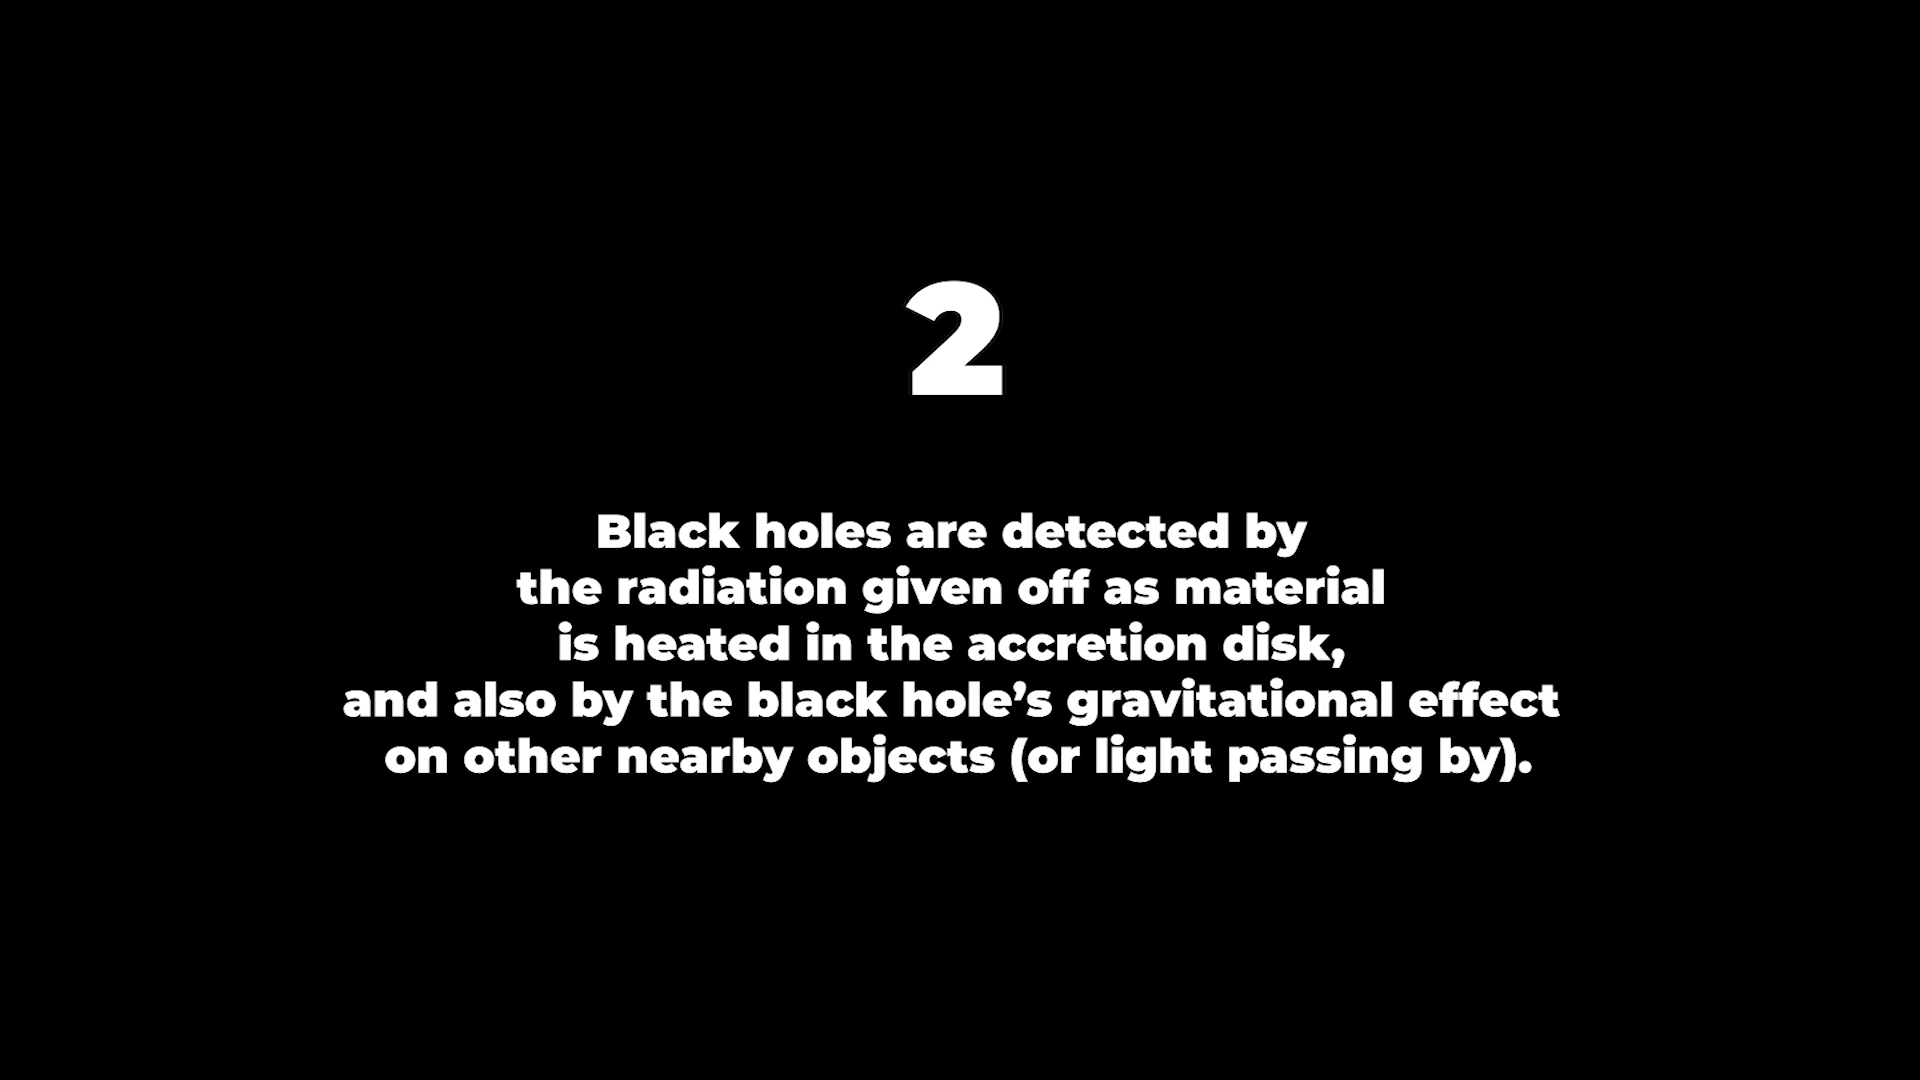 2
Black holes are detected by
the radiation given off as material
is heated in the accretion disk,
and also by the black hole’s gravitational effect
on other nearby objects (or light passing by).